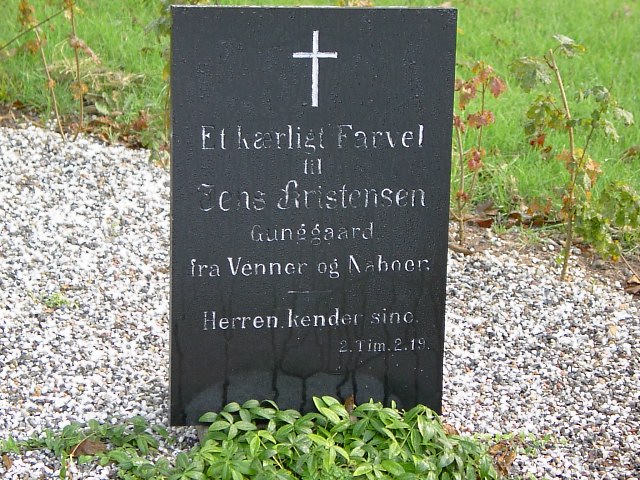 Et kærligt Farvel
til
Jens Kristensen
Gunggaard
fra Venner og Naboer.
Herren kender sine.
2. Tim. 2. 19.